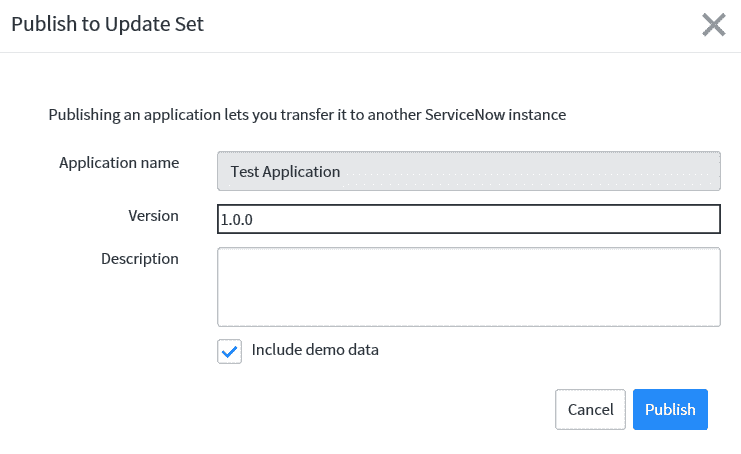 Publish to Update Set
Publishing an application lets you transfer it to another ServiceNow instance
Application name
Test Application
Version
1.0.0
Description
Include demo data
Cancel
Publish